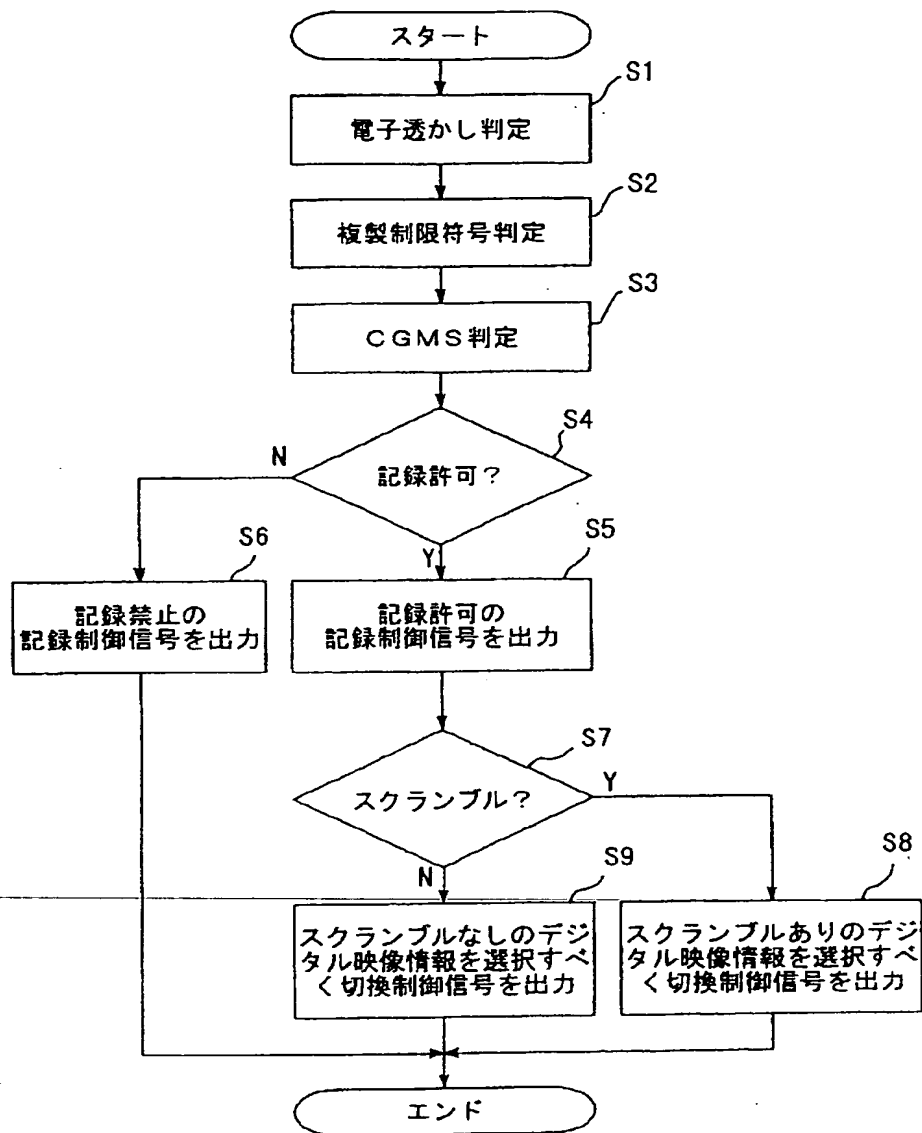 スタート
S1
電子透かし判定
S2
複製制限符号判定
S3
CGMS判定
S4
記録許可?
N
Y
S6
記録禁止の
記録制御信号を出力
S5
記録許可の
記録制御信号を出力
S7
スクランブル?
Y
N
S9
スクランブルなしのデジ
タル映像情報を選択すべ
く切換制御信号を出力
S8
スクランブルありのデジ
タル映像情報を選択すべ
く切換制御信号を出力
エンド